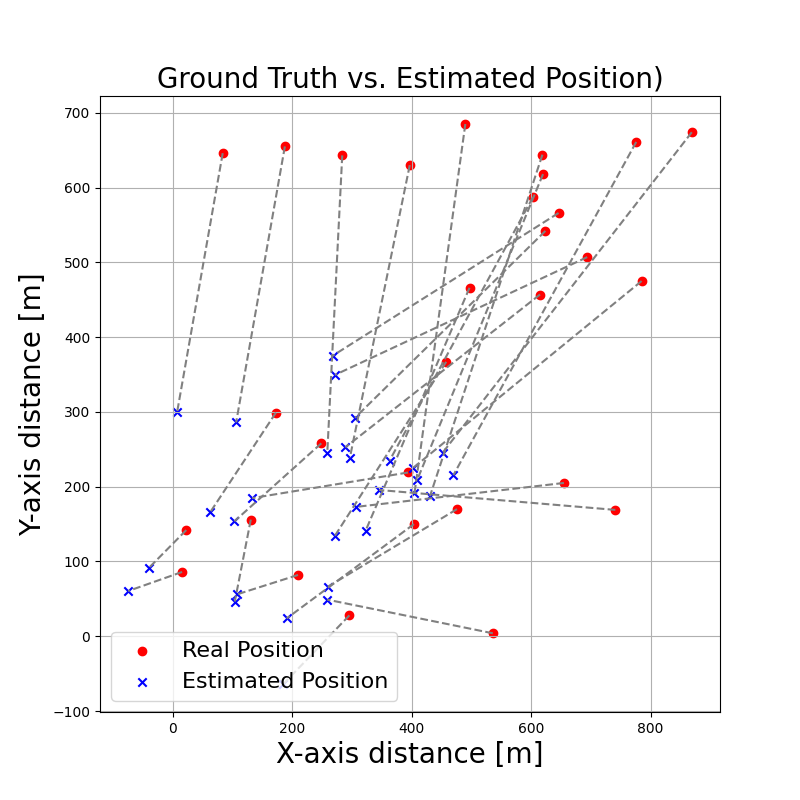 Ground Truth vs. Estimated Position)
Y-axis distance [m]
700
600
500
400
300
200
100
0
−100
Real Position
Estimated Position
0 200 400 600 800
X-axis distance [m]